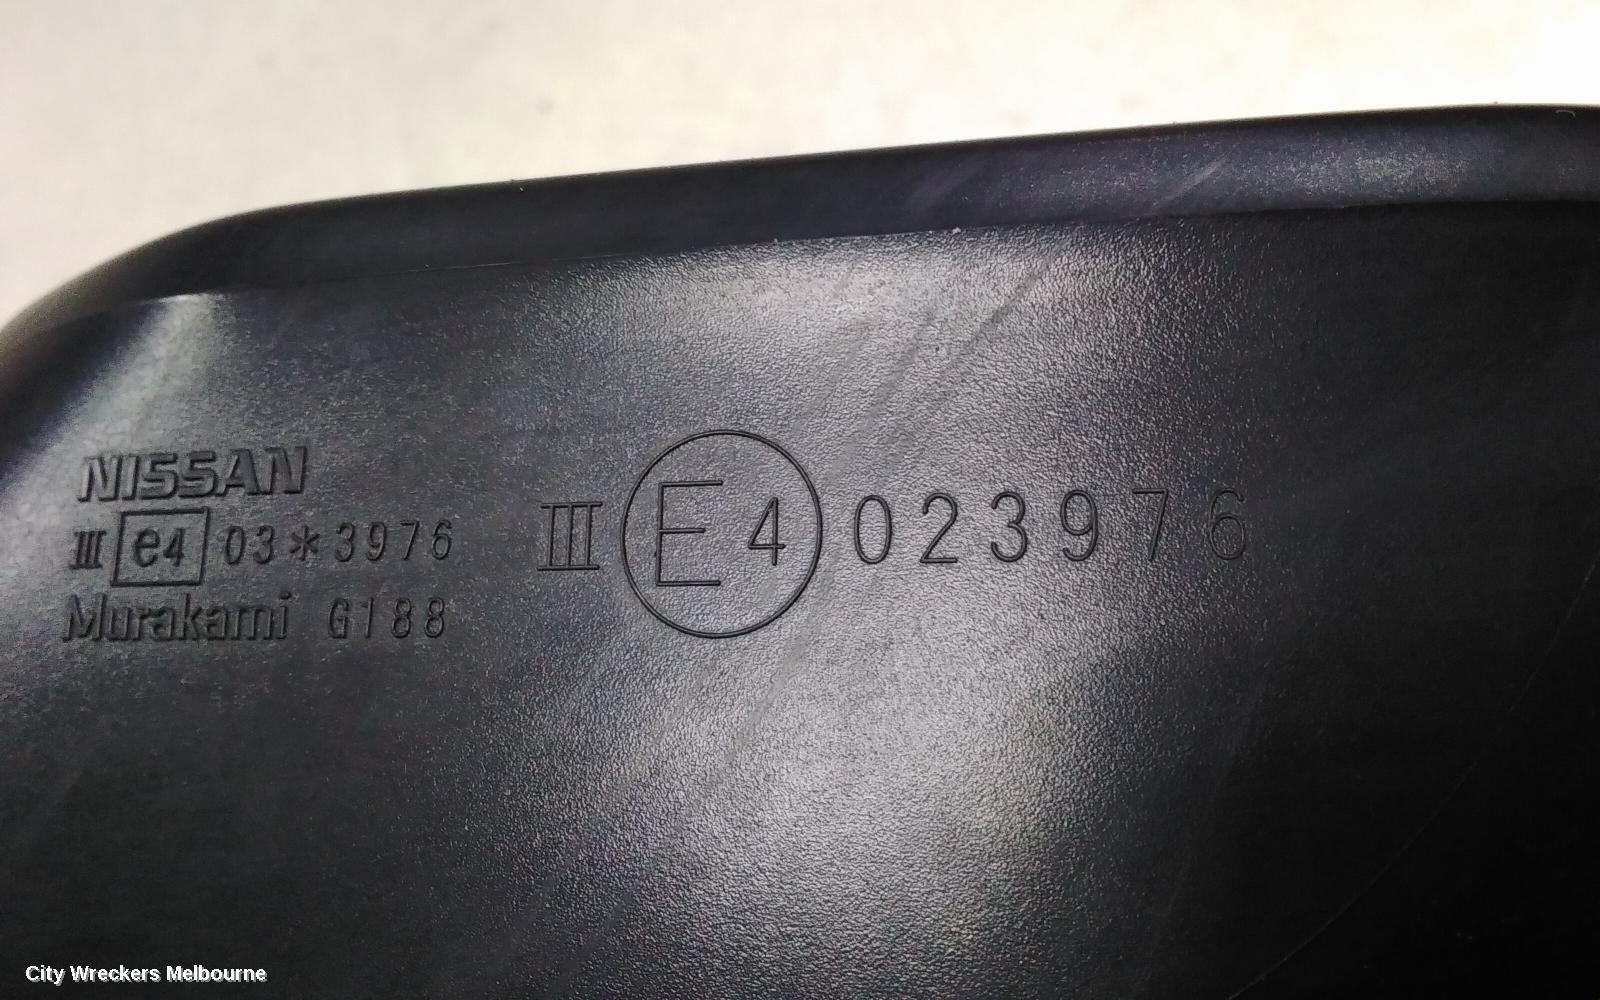 NISSAN
III e4 03*3976
Murakami G188
III E4 023976
City Wreckers Melbourne